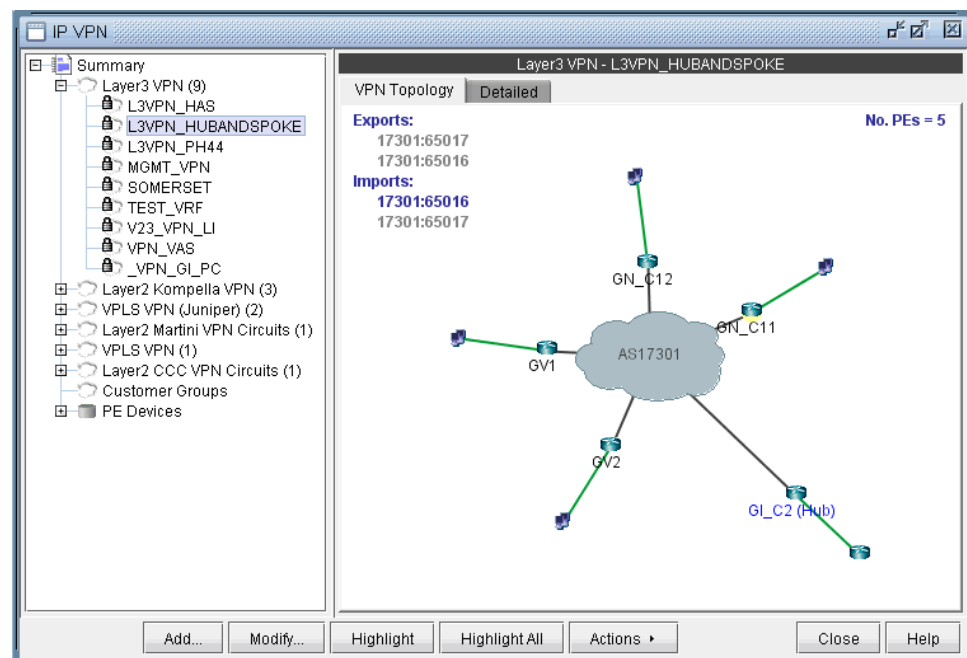 IP VPN
Summary
Layer3 VPN (9)
L3VPN_HAS
L3VPN_HUBANDSPOKE
L3VPN_PH44
MGMT_VPN
SOMERSET
TEST_VRF
V23_VPN_LI
VPN_VAS
_VPN_GI_PC
Layer2 Kompella VPN (3)
VPLS VPN (Juniper) (2)
Layer2 Martini VPN Circuits (1)
VPLS VPN (1)
Layer2 CCC VPN Circuits (1)
Customer Groups
PE Devices
Layer3 VPN - L3VPN_HUBANDSPOKE
VPN Topology Detailed
Exports: No. PEs = 5
17301:65017
17301:65016
Imports:
17301:65016
17301:65017
GN_C12
GN_C11
AS17301
GV1
GV2
GI_C2 (Hub)
Add... Modify... Highlight Highlight All Actions Close Help